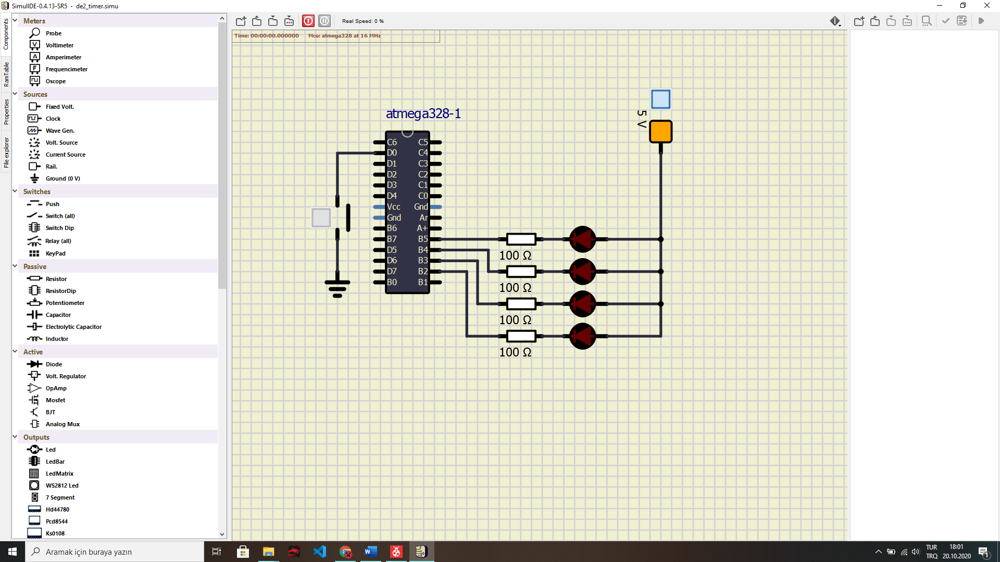 SimulIDE-0.4.13-SR5 - de2_timer.simu
Components
RamTable
Properties
File explorer
Meters
Probe
Voltimeter
Amperimeter
Frequencimeter
Oscope
Sources
Fixed Volt.
Clock
Wave Gen.
Volt. Source
Current Source
Rail.
Ground (0 V)
Switches
Push
Switch (all)
Switch Dip
Relay (all)
KeyPad
Passive
Resistor
ResistorDip
Potentiometer
Capacitor
Electrolytic Capacitor
Inductor
Active
Diode
Volt. Regulator
OpAmp
Mosfet
BJT
Analog Mux
Outputs
Led
LedBar
LedMatrix
WS2812 Led
7 Segment
Hd44780
Pcd8544
Ks0108
Real Speed: 0 %
Time: 00:00:00.000000 Mcu: atmega328 at 16 MHz
atmega328-1
C6 C5
D0 C4
D1 C3
D2 C2
D3 C1
D4 C0
Vcc Gnd
Gnd Ar
B6 A+
B7 B5
D5 B4
D6 B3
D7 B2
B0 B1
5 V
100 Ω
100 Ω
100 Ω
100 Ω
Aramak için buraya yazın
TUR 18:01
TRQ 20.10.2020
1